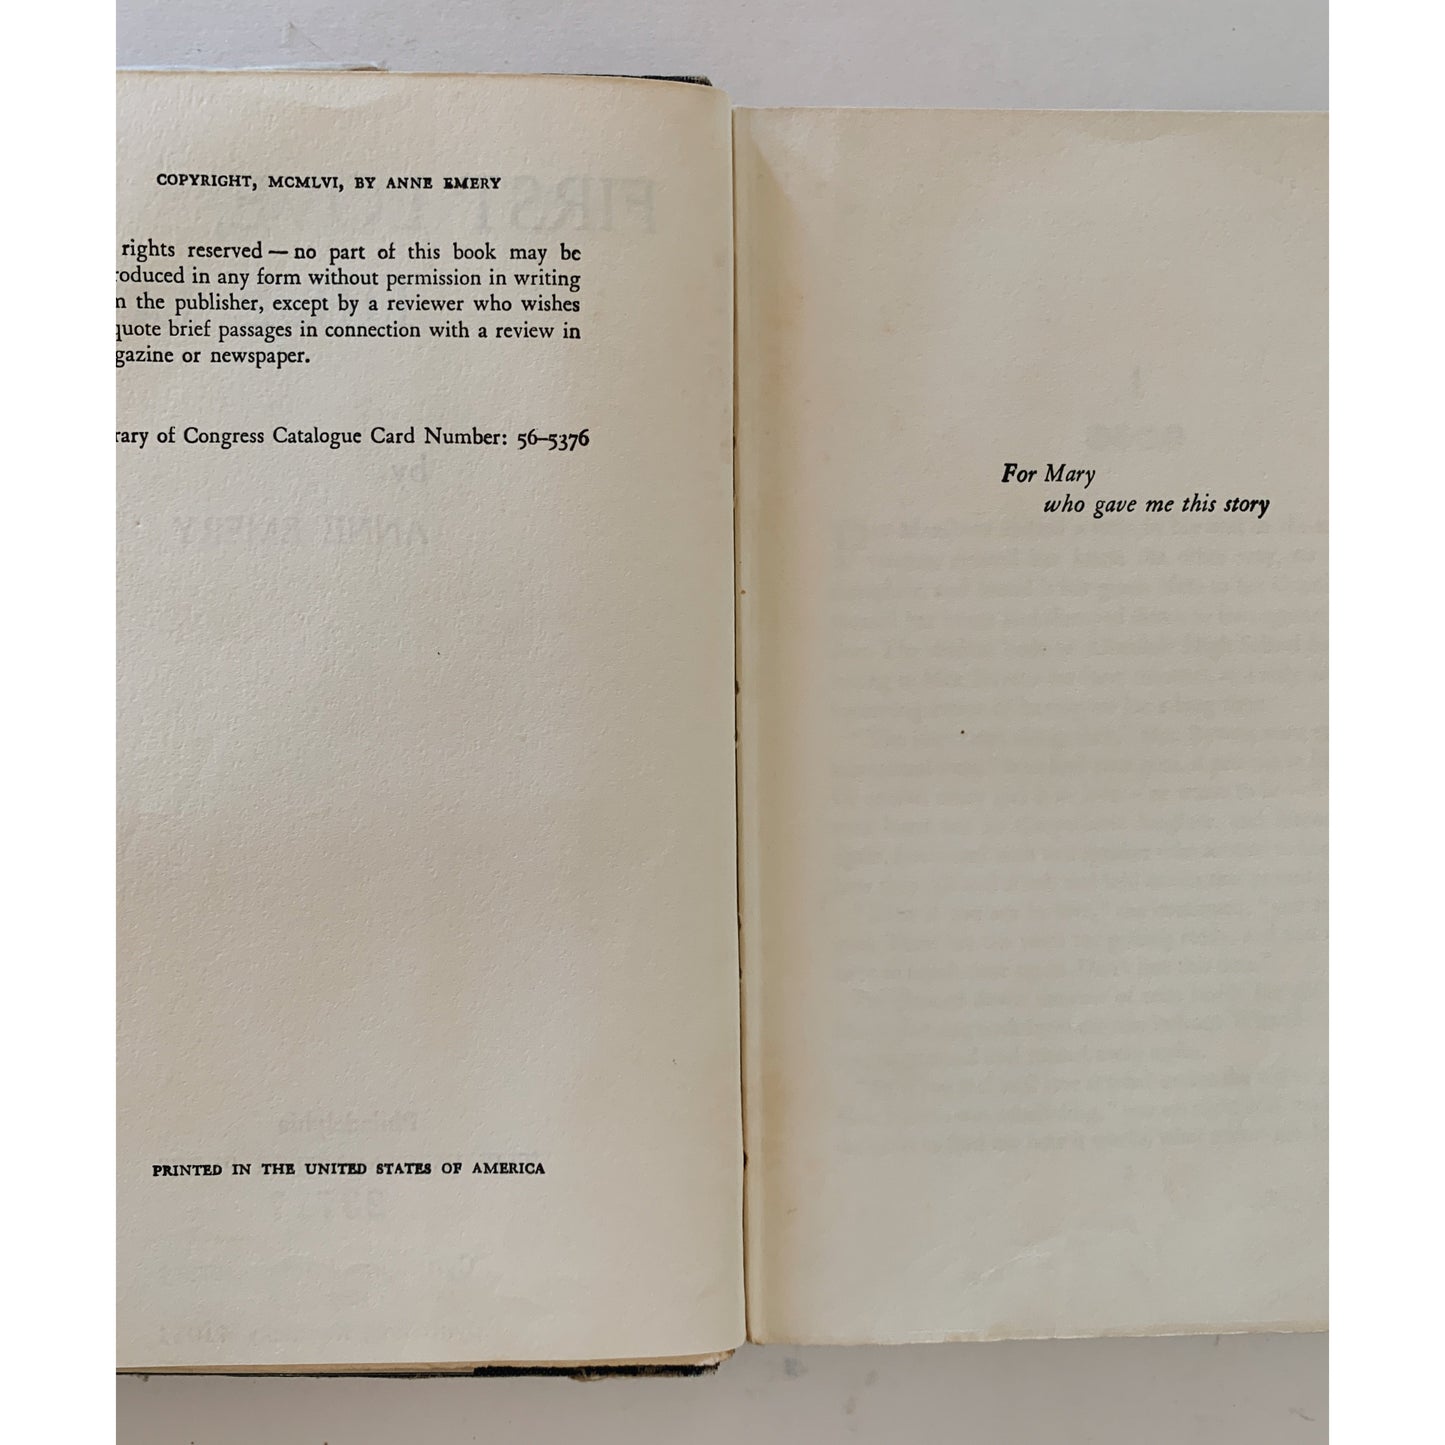 COPYRIGHT, MCMLVI, BY ANNE EMERY
rights reserved — no part of this book may be
roduced in any form without permission in writing
the publisher, except by a reviewer who wishes
quote brief passages in connection with a review in
gazine or newspaper.
rary of Congress Catalogue Card Number: 56–5376
PRINTED IN THE UNITED STATES OF AMERICA
For Mary
who gave me this story